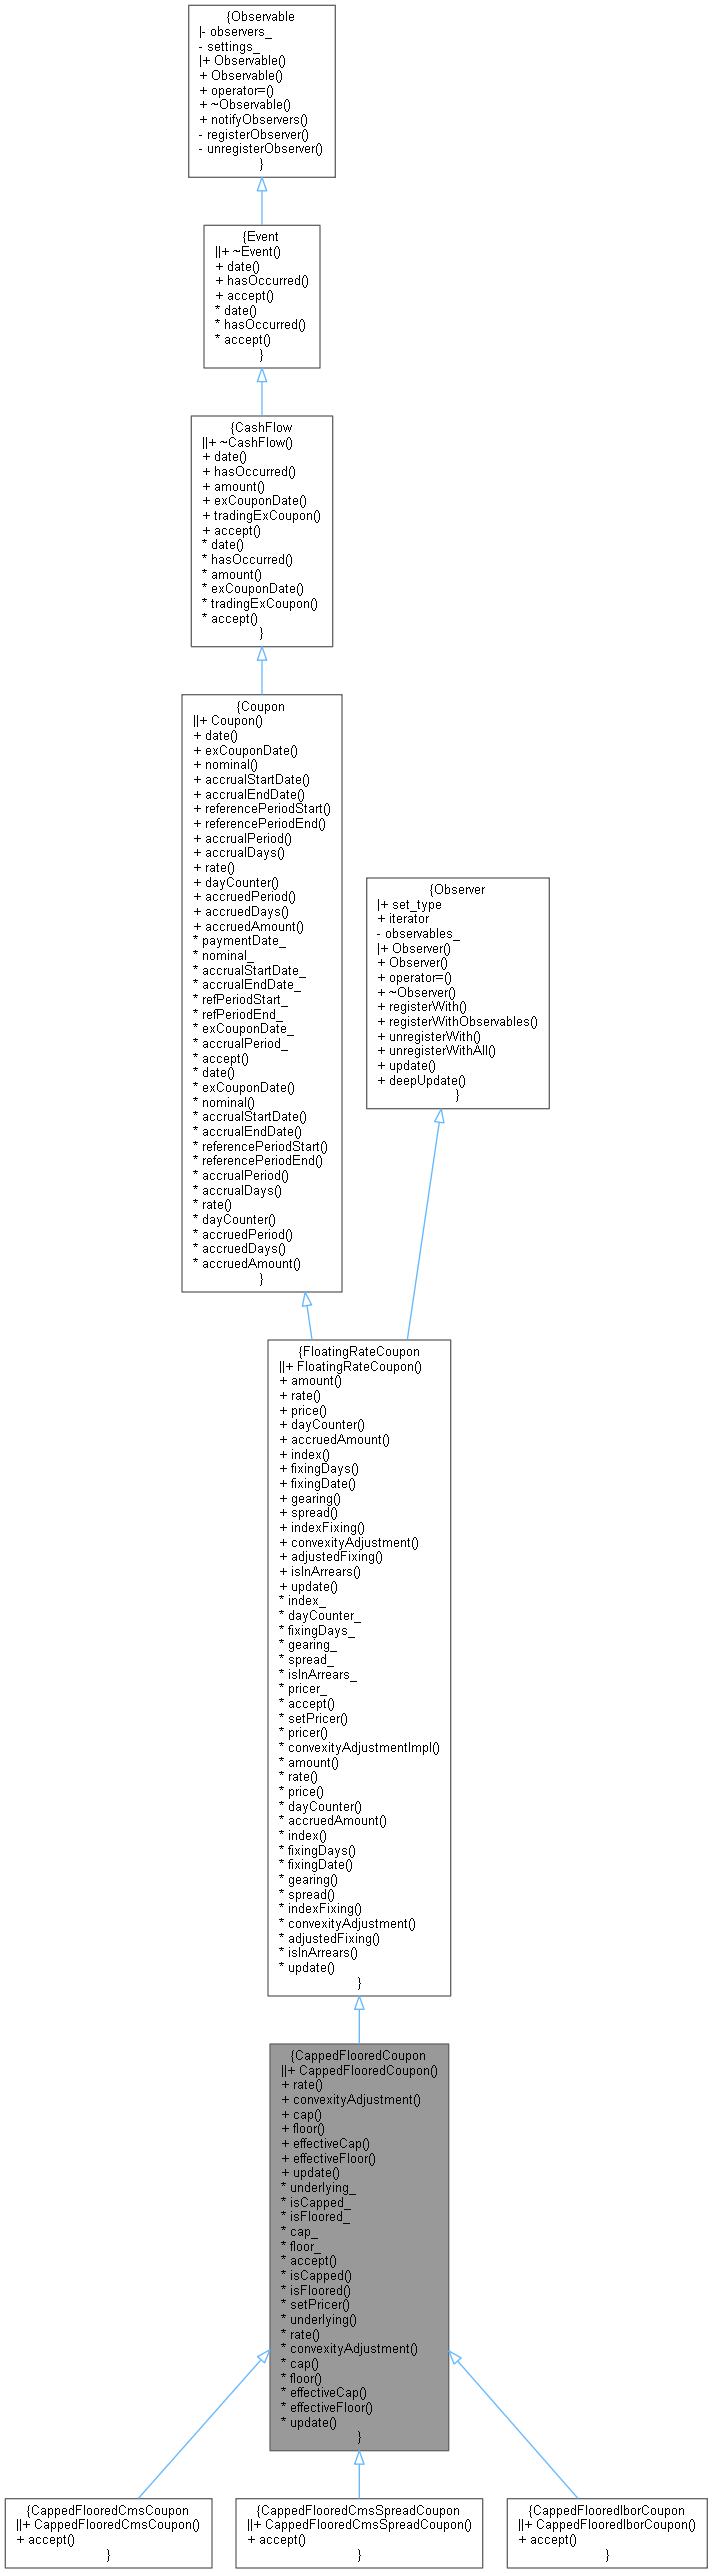 {Observable
|- observers_
- settings_
|+ Observable()
+ Observable()
+ operator=()
+ ~Observable()
+ notifyObservers()
- registerObserver()
- unregisterObserver()
}
{Event
||+ ~Event()
+ date()
+ hasOccurred()
+ accept()
* date()
* hasOccurred()
* accept()
}
{CashFlow
||+ ~CashFlow()
+ date()
+ hasOccurred()
+ amount()
+ exCouponDate()
+ tradingExCoupon()
+ accept()
* date()
* hasOccurred()
* amount()
* exCouponDate()
* tradingExCoupon()
* accept()
}
{Coupon
||+ Coupon()
+ date()
+ exCouponDate()
+ nominal()
+ accrualStartDate()
+ accrualEndDate()
+ referencePeriodStart()
+ referencePeriodEnd()
+ accrualPeriod()
+ accrualDays()
+ rate()
+ dayCounter()
+ accruedPeriod()
+ accruedDays()
+ accruedAmount()
* paymentDate_
* nominal_
* accrualStartDate_
* accrualEndDate_
* refPeriodStart_
* refPeriodEnd_
* exCouponDate_
* accrualPeriod_
* accept()
* date()
* exCouponDate()
* nominal()
* accrualStartDate()
* accrualEndDate()
* referencePeriodStart()
* referencePeriodEnd()
* accrualPeriod()
* accrualDays()
* rate()
* dayCounter()
* accruedPeriod()
* accruedDays()
* accruedAmount()
}
{Observer
|+ set_type
+ iterator
- observables_
|+ Observer()
+ Observer()
+ operator=()
+ ~Observer()
+ registerWith()
+ registerWithObservables()
+ unregisterWith()
+ unregisterWithAll()
+ update()
+ deepUpdate()
}
{FloatingRateCoupon
||+ FloatingRateCoupon()
+ amount()
+ rate()
+ price()
+ dayCounter()
+ accruedAmount()
+ index()
+ fixingDays()
+ fixingDate()
+ gearing()
+ spread()
+ indexFixing()
+ convexityAdjustment()
+ adjustedFixing()
+ isInArrears()
+ update()
* index_
* dayCounter_
* fixingDays_
* gearing_
* spread_
* isInArrears_
* pricer_
* accept()
* setPricer()
* pricer()
* convexityAdjustmentImpl()
* amount()
* rate()
* price()
* dayCounter()
* accruedAmount()
* index()
* fixingDays()
* fixingDate()
* gearing()
* spread()
* indexFixing()
* convexityAdjustment()
* adjustedFixing()
* isInArrears()
* update()
}
{CappedFlooredCoupon
||+ CappedFlooredCoupon()
+ rate()
+ convexityAdjustment()
+ cap()
+ floor()
+ effectiveCap()
+ effectiveFloor()
+ update()
* underlying_
* isCapped_
* isFloored_
* cap_
* floor_
* accept()
* isCapped()
* isFloored()
* setPricer()
* underlying()
* rate()
* convexityAdjustment()
* cap()
* floor()
* effectiveCap()
* effectiveFloor()
* update()
}
{CappedFlooredCmsCoupon
||+ CappedFlooredCmsCoupon()
+ accept()
}
{CappedFlooredCmsSpreadCoupon
||+ CappedFlooredCmsSpreadCoupon()
+ accept()
}
{CappedFlooredIborCoupon
||+ CappedFlooredIborCoupon()
+ accept()
}